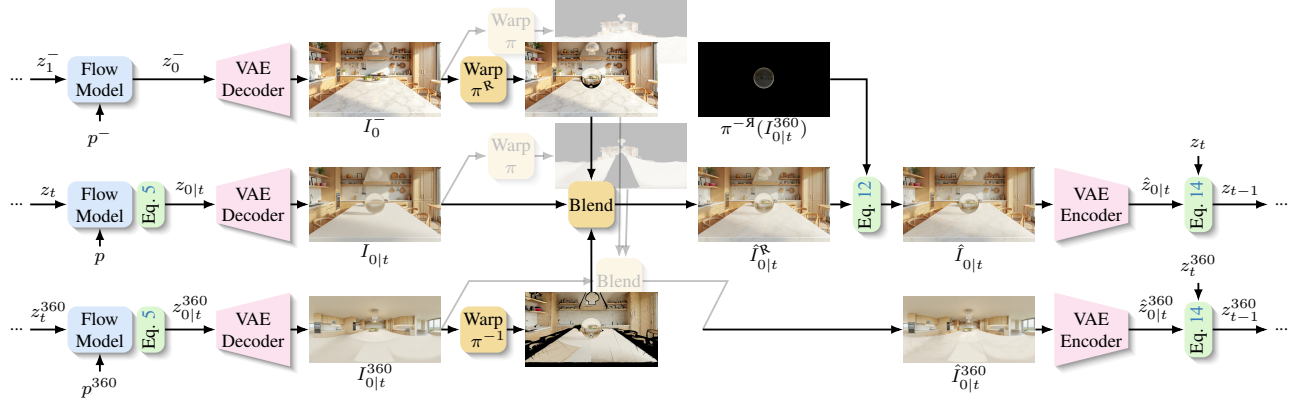 ... z_1^- Flow Model z_0^- VAE Decoder Warp π Warp π^R
p^- I_0^- π^{-Я}(I_{0|t}^{360})
Warp π
... z_t Flow Model Eq. 5 z_{0|t} VAE Decoder Blend Eq. 12 VAE Encoder ẑ_{0|t} z_t Eq. 14 z_{t-1} ...
p I_{0|t} Î_{0|t}^R Î_{0|t}
Blend
... z_t^{360} Flow Model Eq. 5 z_{0|t}^{360} VAE Decoder Warp π^{-1} VAE Encoder ẑ_{0|t}^{360} z_t^{360} Eq. 14 z_{t-1}^{360} ...
p^{360} I_{0|t}^{360} Î_{0|t}^{360}